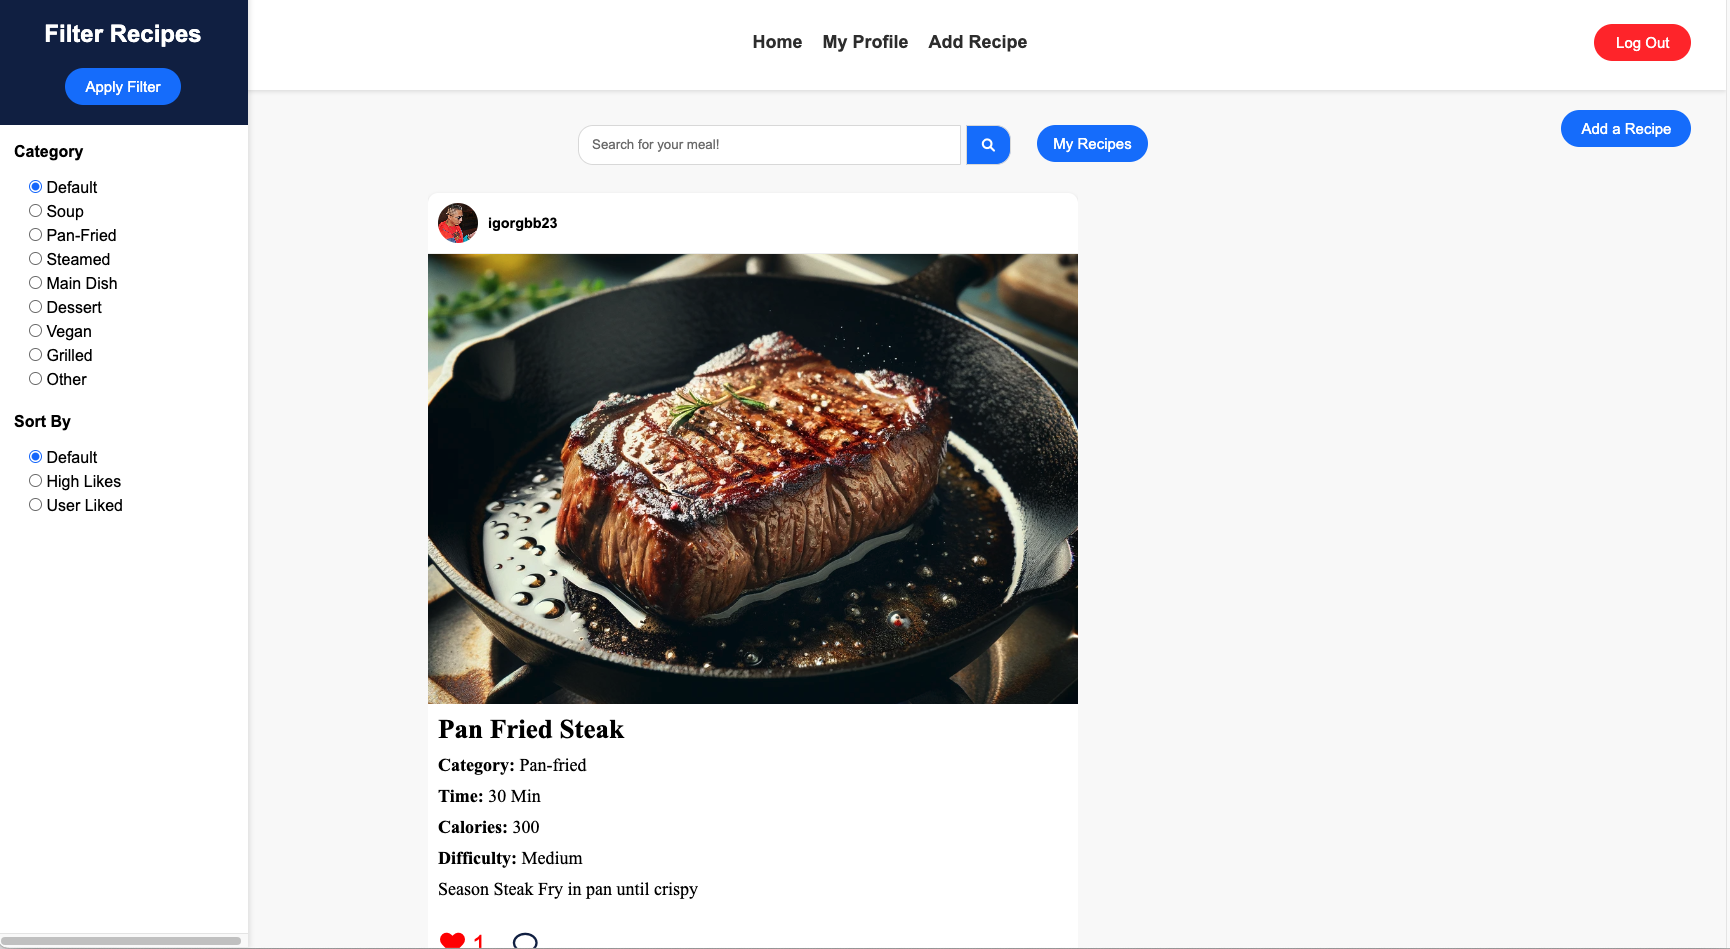 Filter Recipes
Apply Filter
Category
Default
Soup
Pan-Fried
Steamed
Main Dish
Dessert
Vegan
Grilled
Other
Sort By
Default
High Likes
User Liked
Home My Profile Add Recipe
Log Out
Add a Recipe
Search for your meal!
My Recipes
igorgbb23
Pan Fried Steak
Category: Pan-fried
Time: 30 Min
Calories: 300
Difficulty: Medium
Season Steak Fry in pan until crispy
1